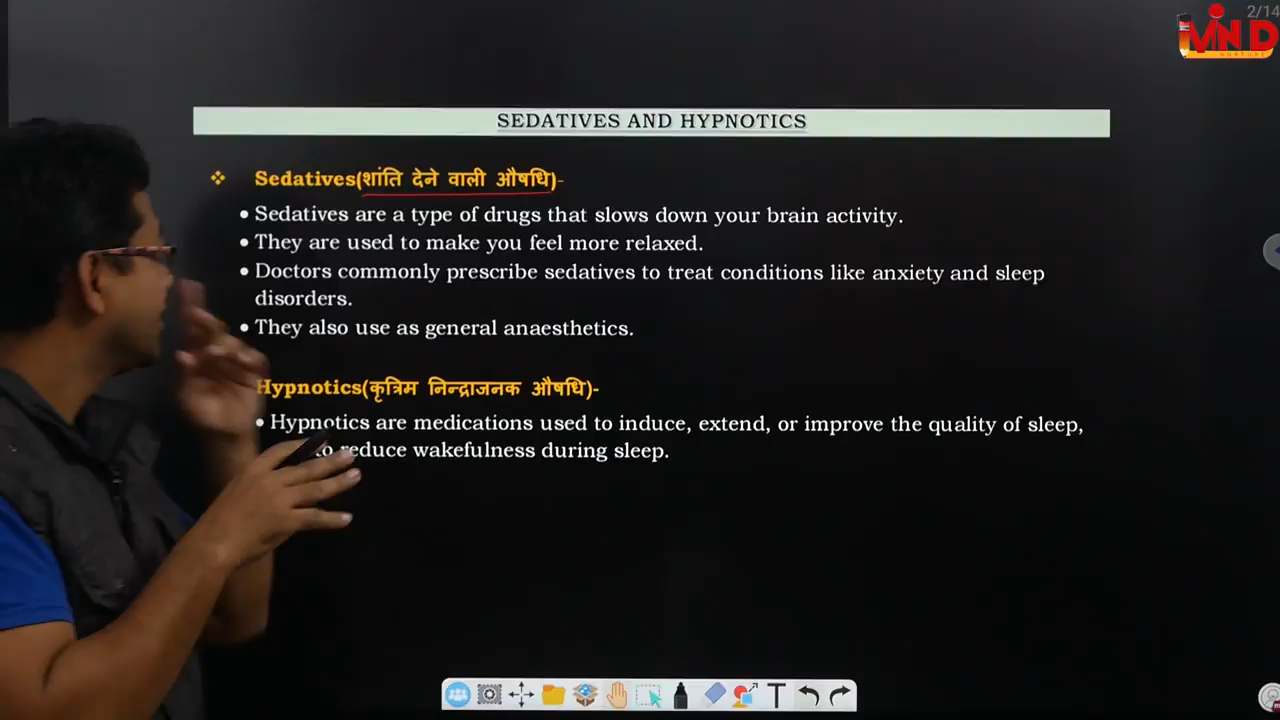 2/14
MIND
NURTURE
SEDATIVES AND HYPNOTICS
❖ Sedatives(शांति देने वाली औषधि)-
• Sedatives are a type of drugs that slows down your brain activity.
• They are used to make you feel more relaxed.
• Doctors commonly prescribe sedatives to treat conditions like anxiety and sleep
disorders.
• They also use as general anaesthetics.
Hypnotics(कृत्रिम निन्द्राजनक औषधि)-
• Hypnotics are medications used to induce, extend, or improve the quality of sleep,
to reduce wakefulness during sleep.
T